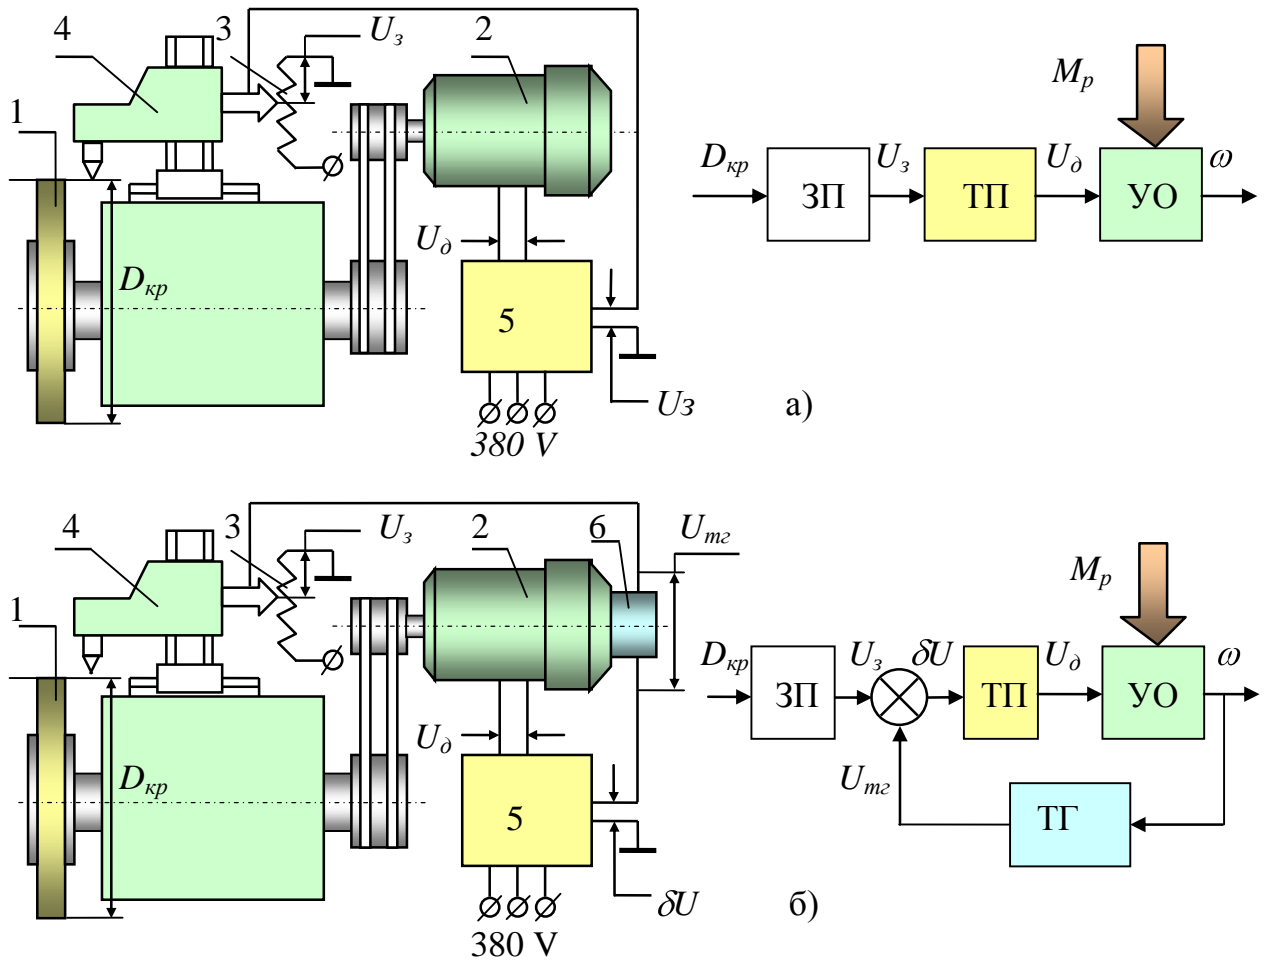 4
3
U_з
2
1
D_кр
U_д
5
U_З
380 V
а)
M_р
D_кр
ЗП
U_з
ТП
U_д
УО
ω
4
3
U_з
2
6
U_тг
1
D_кр
U_д
5
δU
380 V
б)
M_р
D_кр
ЗП
U_з
δU
ТП
U_д
УО
ω
U_тг
ТГ